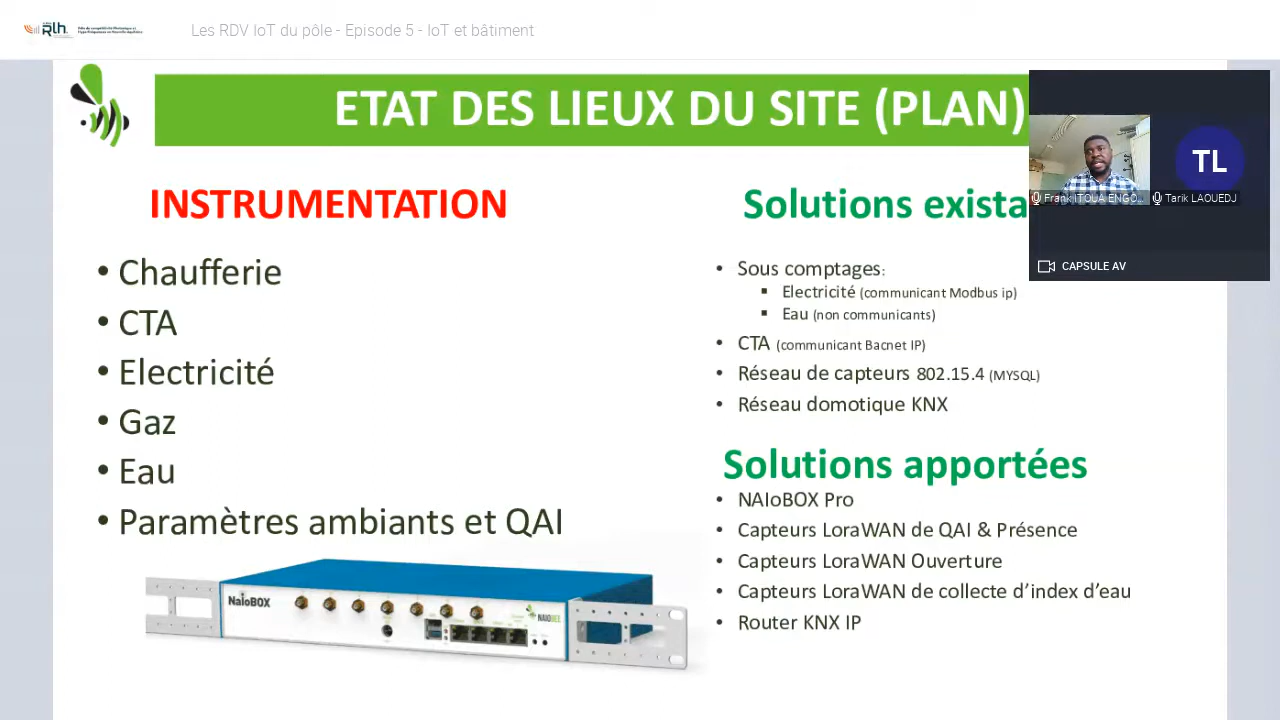 Rlh
Les RDV IoT du pôle - Episode 5 - IoT et bâtiment
ETAT DES LIEUX DU SITE (PLAN)
INSTRUMENTATION
• Chaufferie
• CTA
• Electricité
• Gaz
• Eau
• Paramètres ambiants et QAI
NaIoBOX
NAIOBEE
Solutions exista
• Sous comptages:
▪ Electricité (communicant Modbus ip)
▪ Eau (non communicants)
• CTA (communicant Bacnet IP)
• Réseau de capteurs 802.15.4 (MYSQL)
• Réseau domotique KNX
Solutions apportées
• NAIoBOX Pro
• Capteurs LoraWAN de QAI & Présence
• Capteurs LoraWAN Ouverture
• Capteurs LoraWAN de collecte d’index d’eau
• Router KNX IP
TL
Frank ITOUA ENGO...
Tarik LAOUEDJ
CAPSULE AV